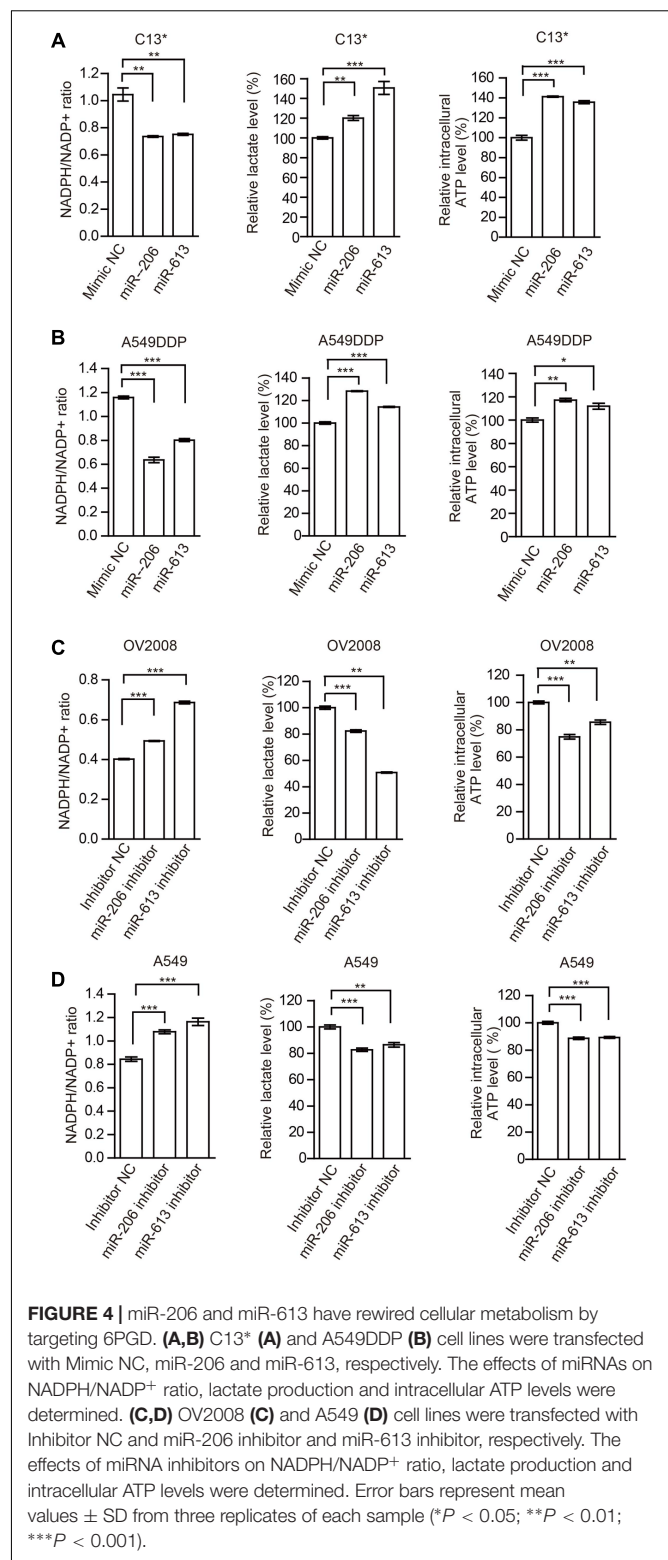 A
C13*
C13*
C13*
**
**
NADPH/NADP+ ratio
1.2
1.0
0.8
0.6
0.4
0.2
0.0
Mimic NC
miR--206
miR-613
***
**
Relative lactate level (%)
160
140
120
100
80
60
40
20
0
Mimic NC
miR-206
miR-613
***
***
Relative intracellural
ATP level (%)
160
140
120
100
80
60
40
20
0
Mimic NC
miR-206
miR-613
B
A549DDP
A549DDP
A549DDP
***
***
NADPH/NADP+ ratio
1.4
1.2
1.0
0.8
0.6
0.4
0.2
0.0
Mimic NC
miR--206
miR-613
***
***
Relative lactate level (%)
140
120
100
80
60
40
20
0
Mimic NC
miR-206
miR-613
*
**
Relative intracellural
ATP level (%)
120
100
80
60
40
20
0
Mimic NC
miR-206
miR-613
C
OV2008
OV2008
OV2008
***
***
NADPH/NADP+ ratio
0.8
0.6
0.4
0.2
0.0
Inhibitor NC
miR-206 inhibitor
miR-613 inhibitor
**
***
Relative lactate level (%)
120
100
80
60
40
20
0
Inhibitor NC
miR-206 inhibitor
miR-613 inhibitor
**
***
Relative intracellular
ATP level (%)
120
100
80
60
40
20
0
Inhibitor NC
miR-206 inhibitor
miR-613 inhibitor
D
A549
A549
A549
***
***
NADPH/NADP+ ratio
1.4
1.2
1.0
0.8
0.6
0.4
0.2
0.0
Inhibitor NC
miR-206 inhibitor
miR-613 inhibitor
**
***
Relative lactate level (%)
120
100
80
60
40
20
0
Inhibitor NC
miR-206 inhibitor
miR-613 inhibitor
***
***
Relative intracellular
ATP level ( %)
120
100
80
60
40
20
0
Inhibitor NC
miR-206 inhibitor
miR-613 inhibitor
FIGURE 4 | miR-206 and miR-613 have rewired cellular metabolism by
targeting 6PGD. (A,B) C13* (A) and A549DDP (B) cell lines were transfected
with Mimic NC, miR-206 and miR-613, respectively. The effects of miRNAs on
NADPH/NADP+ ratio, lactate production and intracellular ATP levels were
determined. (C,D) OV2008 (C) and A549 (D) cell lines were transfected with
Inhibitor NC and miR-206 inhibitor and miR-613 inhibitor, respectively. The
effects of miRNA inhibitors on NADPH/NADP+ ratio, lactate production and
intracellular ATP levels were determined. Error bars represent mean
values ± SD from three replicates of each sample (*P < 0.05; **P < 0.01;
***P < 0.001).